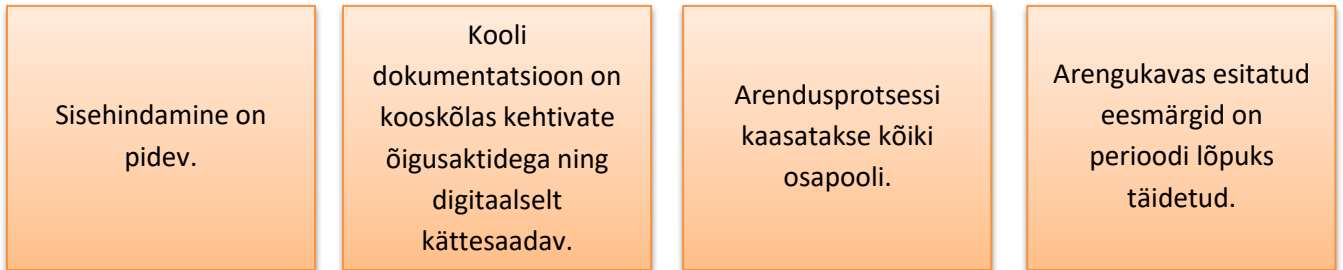 Sisehindamine on
pidev.
Kooli
dokumentatsioon on
kooskõlas kehtivate
õigusaktidega ning
digitaalselt
kättesaadav.
Arendusprotsessi
kaasatakse kõiki
osapooli.
Arengukavas esitatud
eesmärgid on
perioodi lõpuks
täidetud.